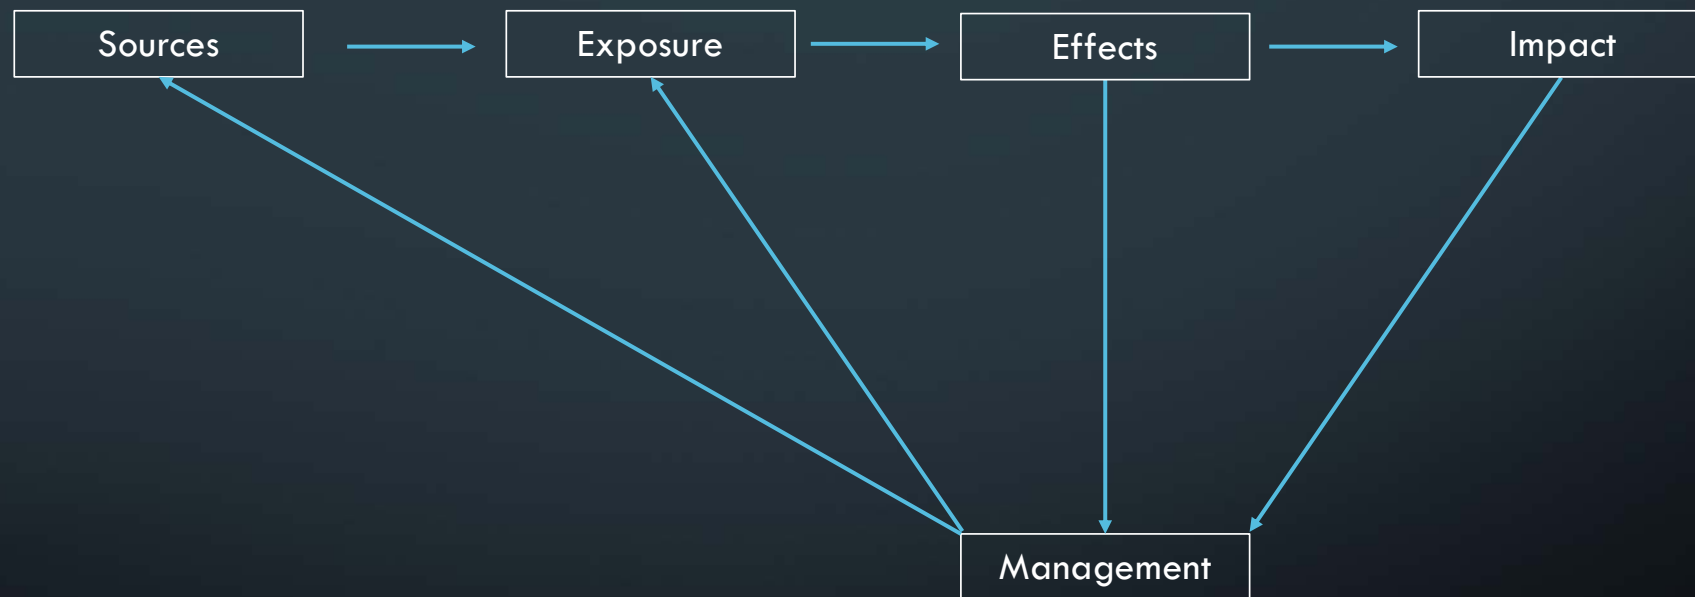 Sources
Exposure
Effects
Impact
Management